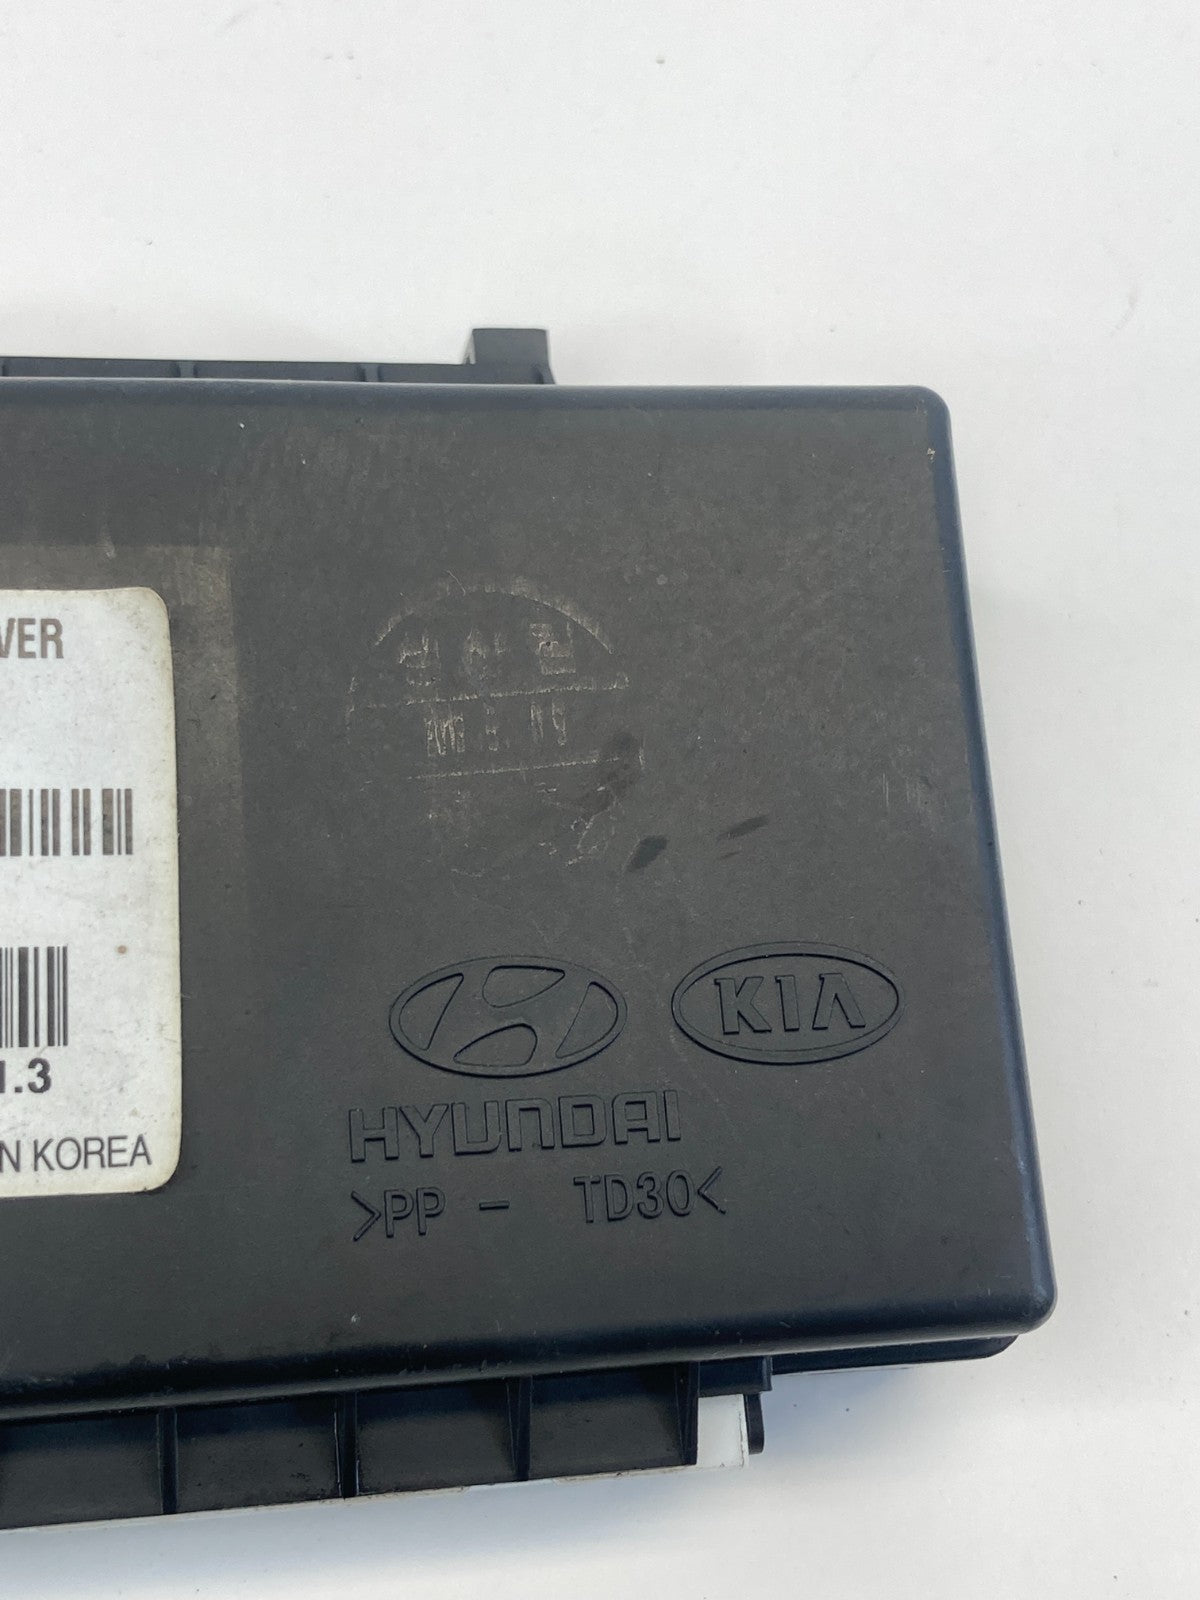 VER
1.3
N KOREA
KIA
HYUNDAI
>PP - TD30<